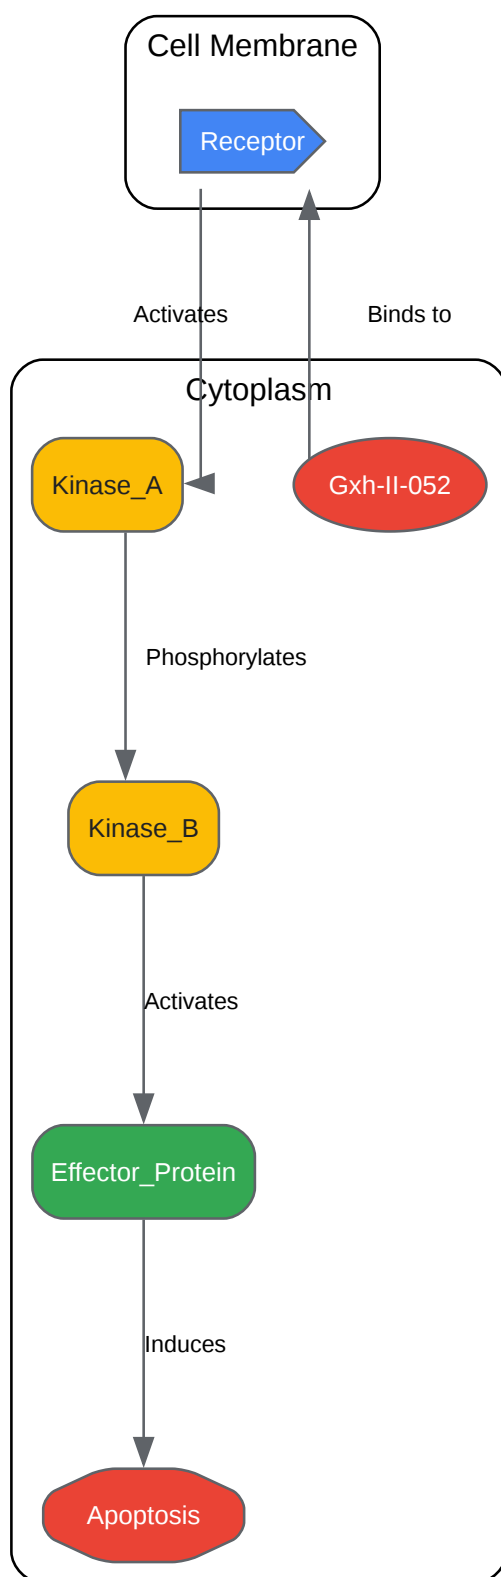 Cell Membrane
Receptor
Activates
Binds to
Cytoplasm
Kinase_A
Gxh-II-052
Phosphorylates
Kinase_B
Activates
Effector_Protein
Induces
Apoptosis